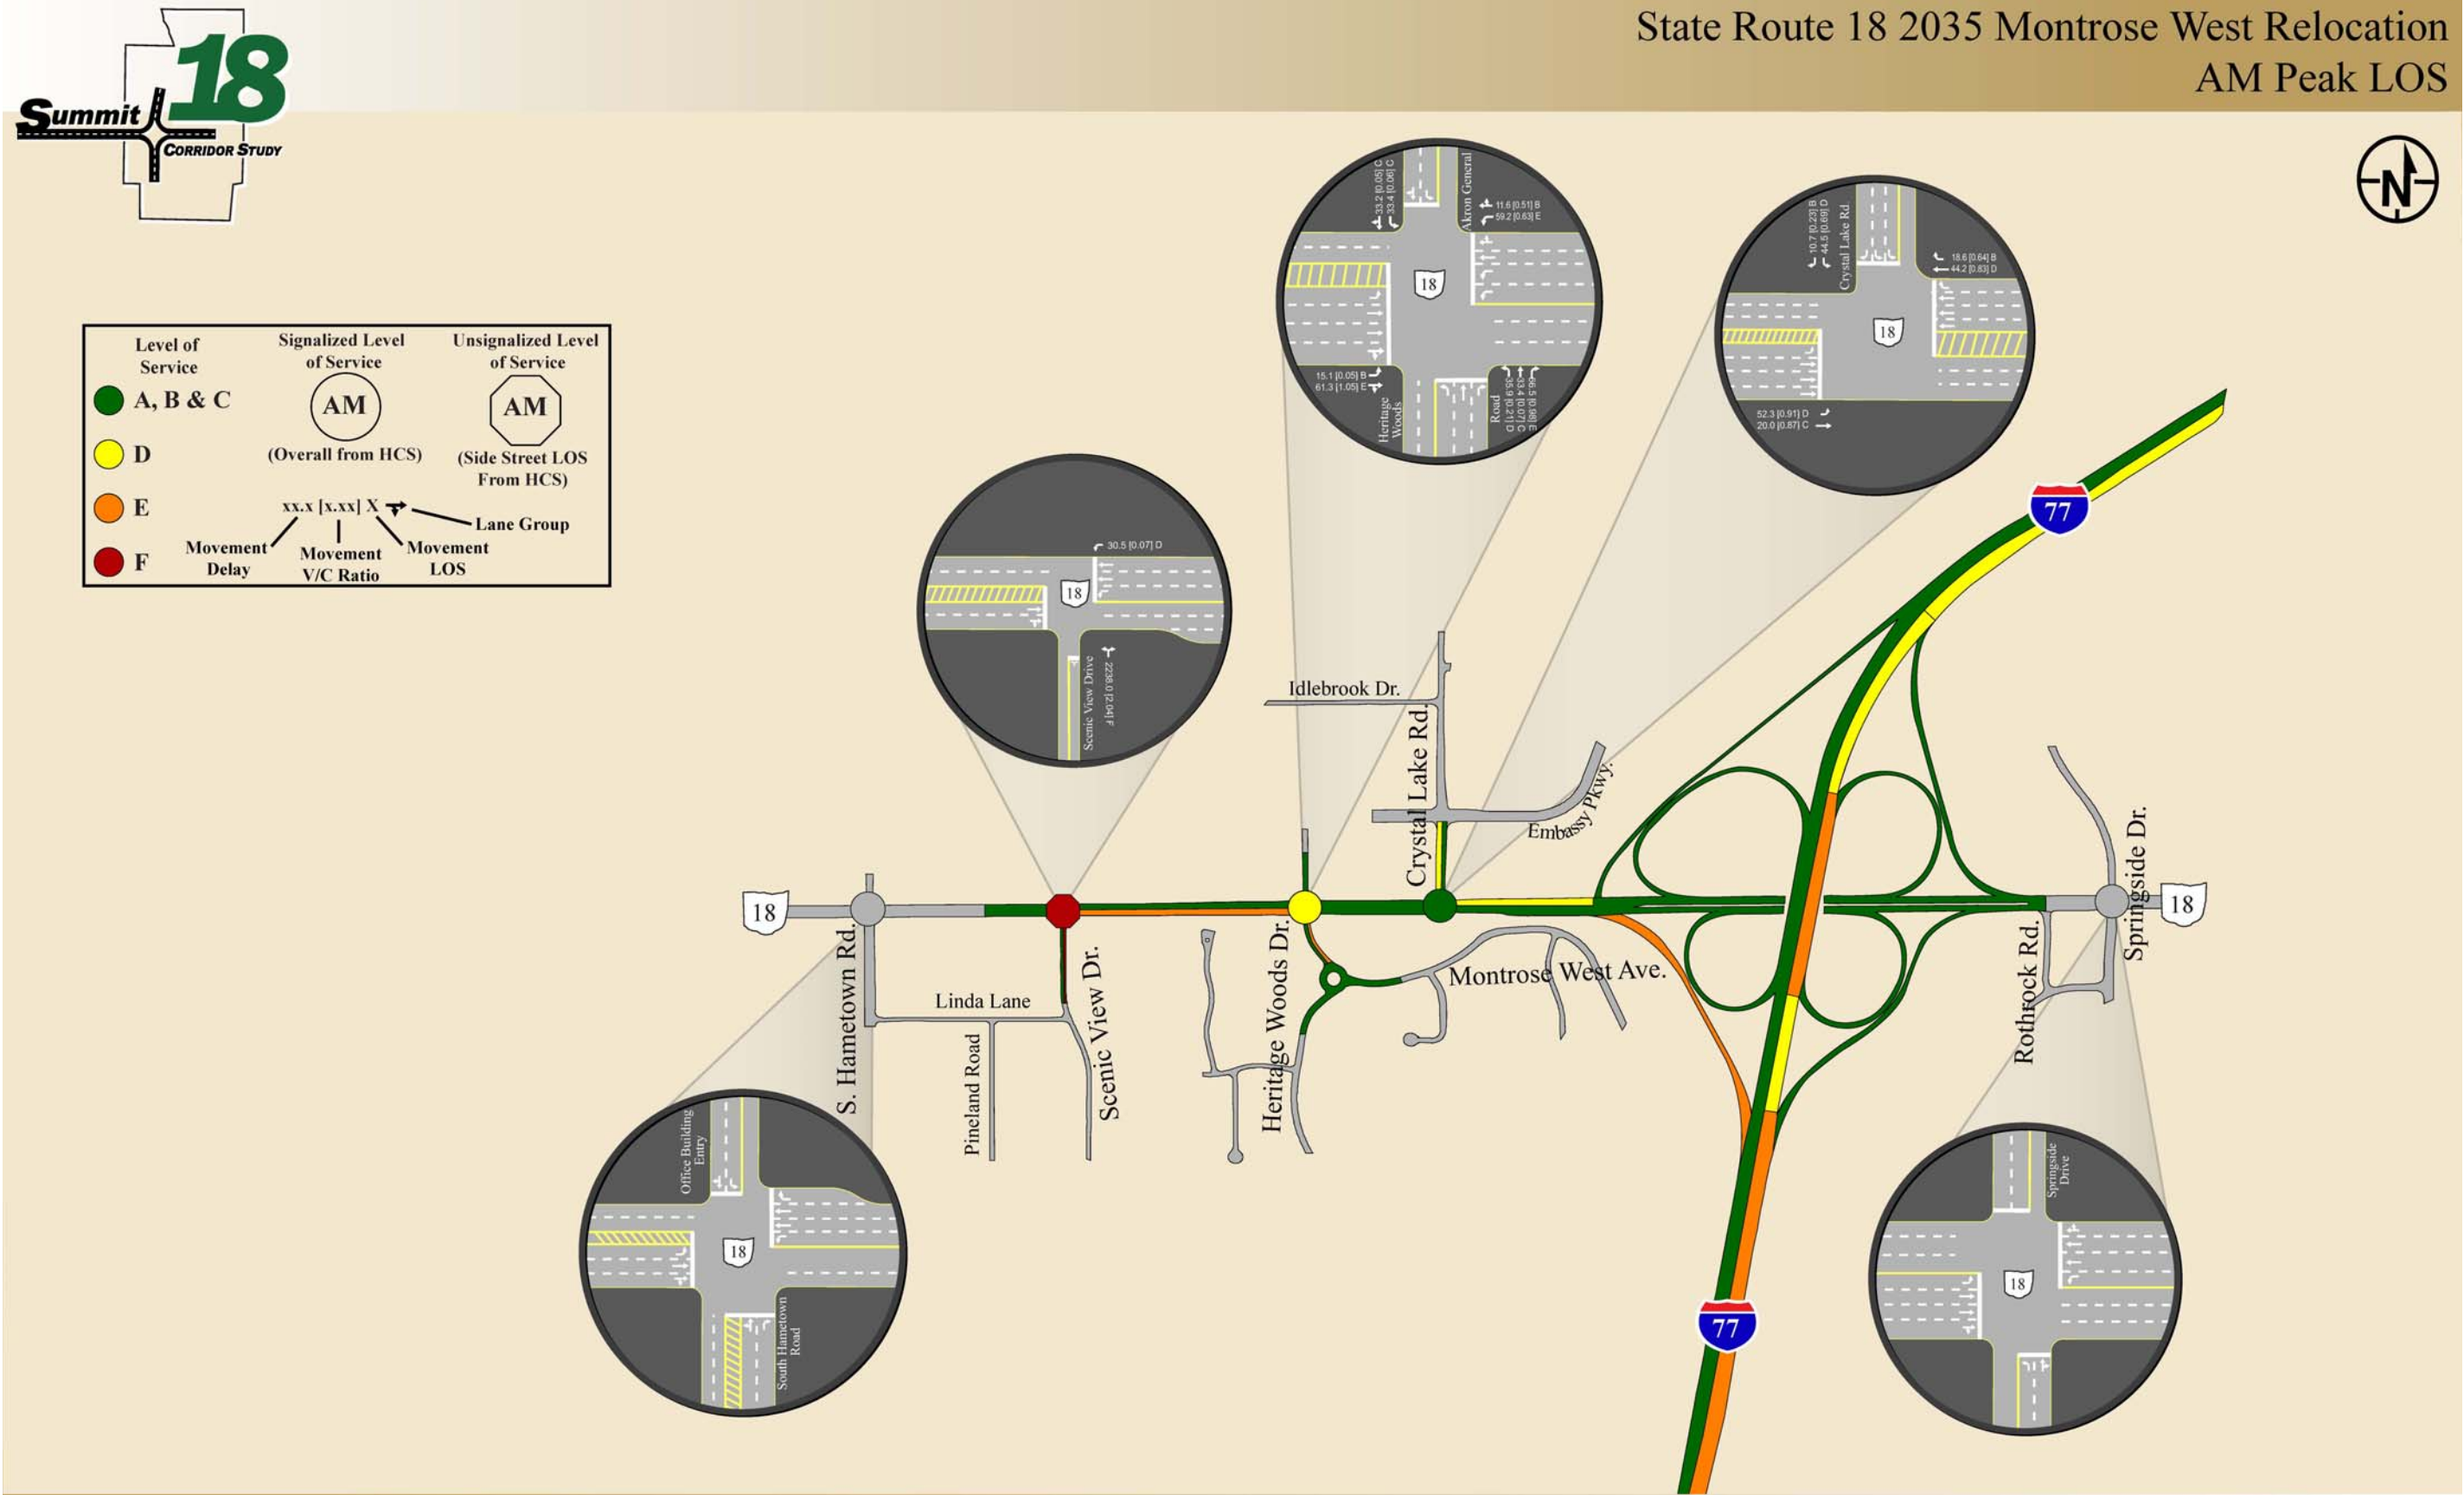 State Route 18 2035 Montrose West Relocation
AM Peak LOS
18
Summit
CORRIDOR STUDY
N
Level of
Service
A, B & C
D
E
F
Signalized Level
of Service
AM
(Overall from HCS)
Unsignalized Level
of Service
AM
(Side Street LOS
From HCS)
xx.x [x.xx] X
Lane Group
Movement
Delay
Movement
V/C Ratio
Movement
LOS
33.2 [0.05] C
33.4 [0.06] C
Akron General
11.6 [0.51] B
59.2 [0.63] E
18
15.1 [0.05] B
61.3 [1.05] E
Heritage
Woods
Road
35.9 [0.21] D
33.4 [0.07] C
66.5 [0.98] E
10.7 [0.23] B
44.5 [0.69] D
Crystal Lake Rd.
18.6 [0.64] B
44.2 [0.83] D
18
52.3 [0.91] D
20.0 [0.87] C
30.5 [0.07] D
18
Scenic View Drive
2238.0 [2.04] F
77
Idlebrook Dr.
Crystal Lake Rd.
Embassy Pkwy.
Springside Dr.
18
18
S. Hametown Rd.
Linda Lane
Pineland Road
Scenic View Dr.
Heritage Woods Dr.
Montrose West Ave.
Rothrock Rd.
Office Building
Entry
18
South Hametown
Road
Springside
Drive
18
77